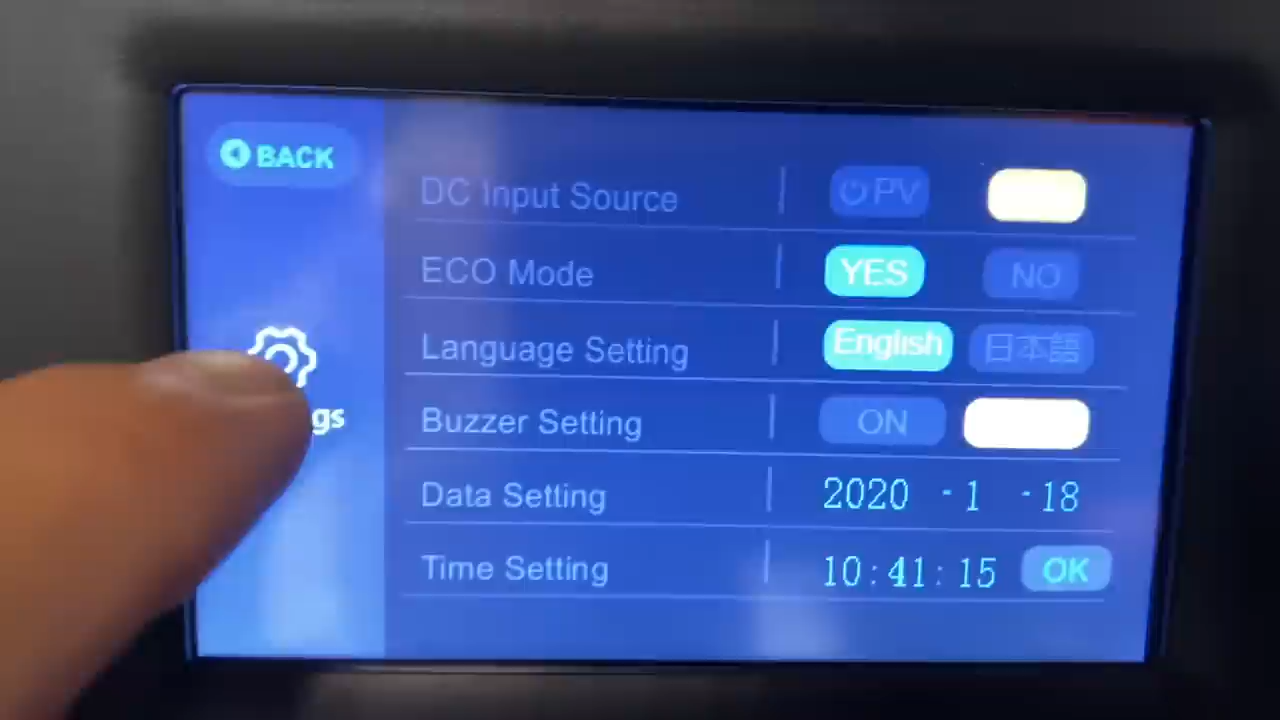 BACK
DC Input Source
PV
ECO Mode
YES
NO
Language Setting
English
日本語
gs
Buzzer Setting
ON
Data Setting
2020 - 1 - 18
Time Setting
10:41:15
OK